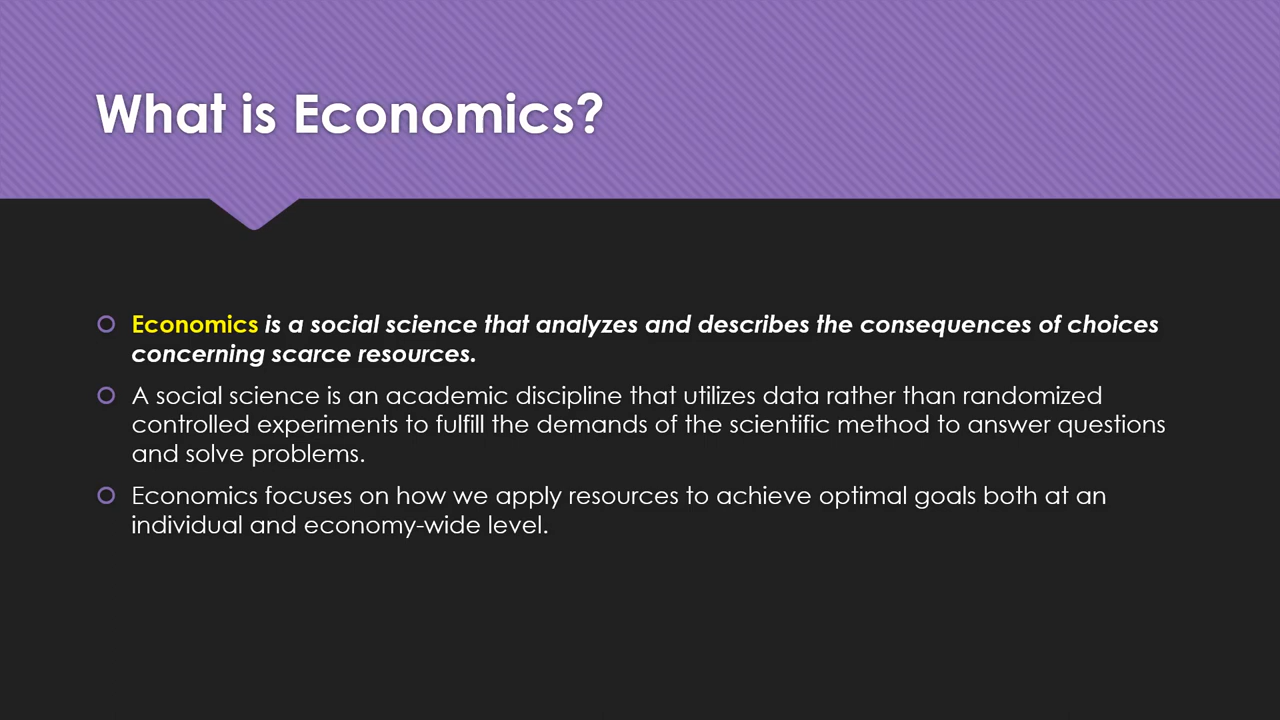 What is Economics?
Economics is a social science that analyzes and describes the consequences of choices
concerning scarce resources.
A social science is an academic discipline that utilizes data rather than randomized
controlled experiments to fulfill the demands of the scientific method to answer questions
and solve problems.
Economics focuses on how we apply resources to achieve optimal goals both at an
individual and economy-wide level.